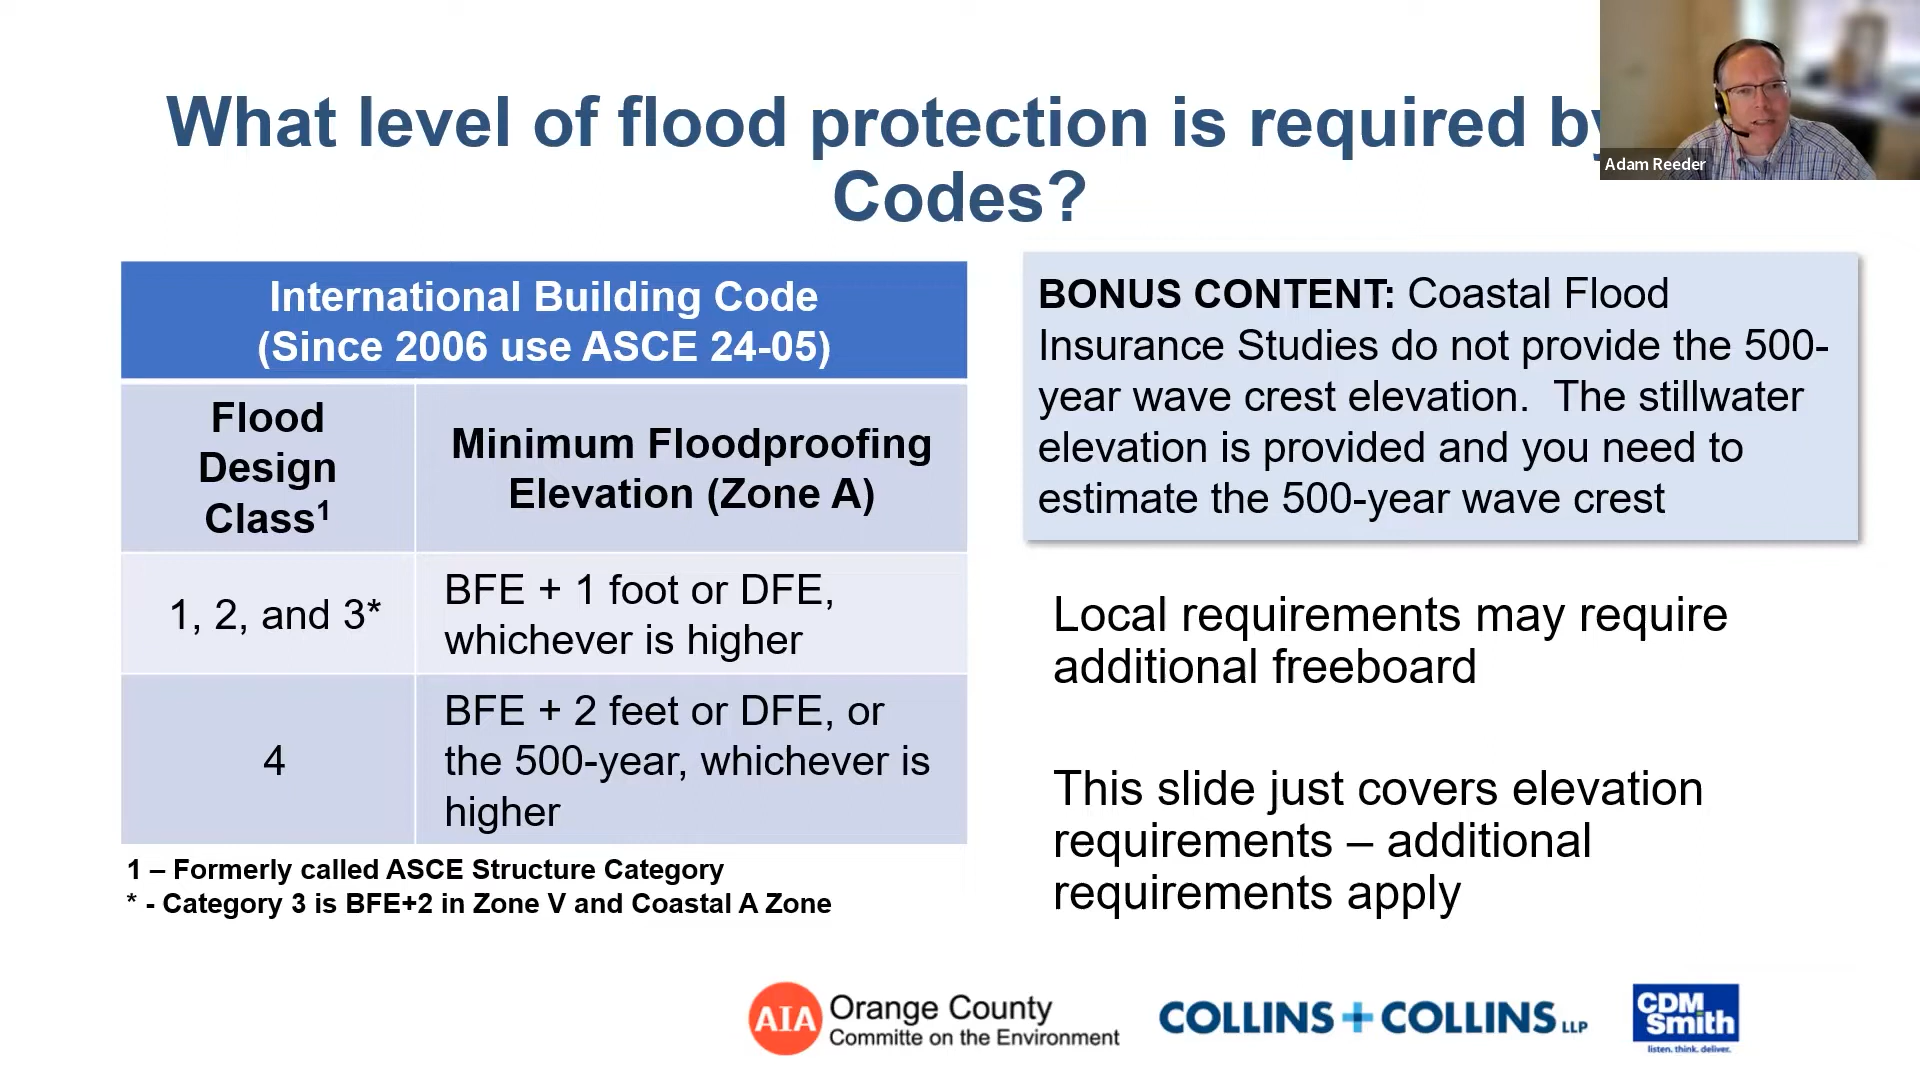 What level of flood protection is required by
Codes?
Adam Reeder
International Building Code
(Since 2006 use ASCE 24-05)
Flood
Design
Class¹
Minimum Floodproofing
Elevation (Zone A)
1, 2, and 3*
BFE + 1 foot or DFE,
whichever is higher
4
BFE + 2 feet or DFE, or
the 500-year, whichever is
higher
1 – Formerly called ASCE Structure Category
* - Category 3 is BFE+2 in Zone V and Coastal A Zone
BONUS CONTENT: Coastal Flood
Insurance Studies do not provide the 500-
year wave crest elevation.  The stillwater
elevation is provided and you need to
estimate the 500-year wave crest
Local requirements may require
additional freeboard
This slide just covers elevation
requirements – additional
requirements apply
AIA Orange County
Committe on the Environment
COLLINS + COLLINS LLP
CDM
Smith
listen. think. deliver.